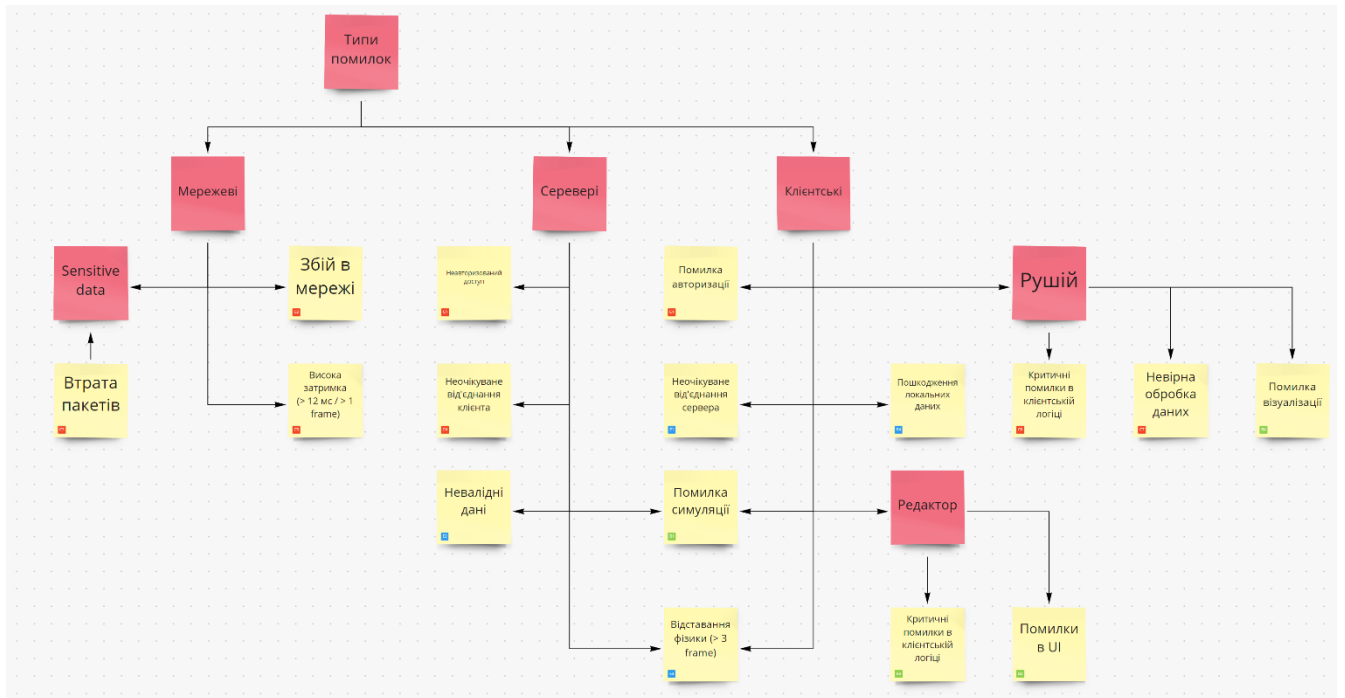 Типи
помилок
Мережеві
Серевері
Клієнтські
Sensitive
data
Збій в
мережі
Неавторизований
доступ
Помилка
авторизації
Рушій
Втрата
пакетів
Висока
затримка
(> 12 мс / > 1
frame)
Неочікуване
від'єднання
клієнта
Неочікуване
від'єднання
сервера
Пошкодження
локальних
даних
Критичні
помилки в
клієнтській
логіці
Невірна
обробка
даних
Помилка
візуалізації
Невалідні
дані
Помилка
симуляції
Редактор
Відставання
фізики (> 3
frame)
Критичні
помилки в
клієнтській
логіці
Помилки
в UI